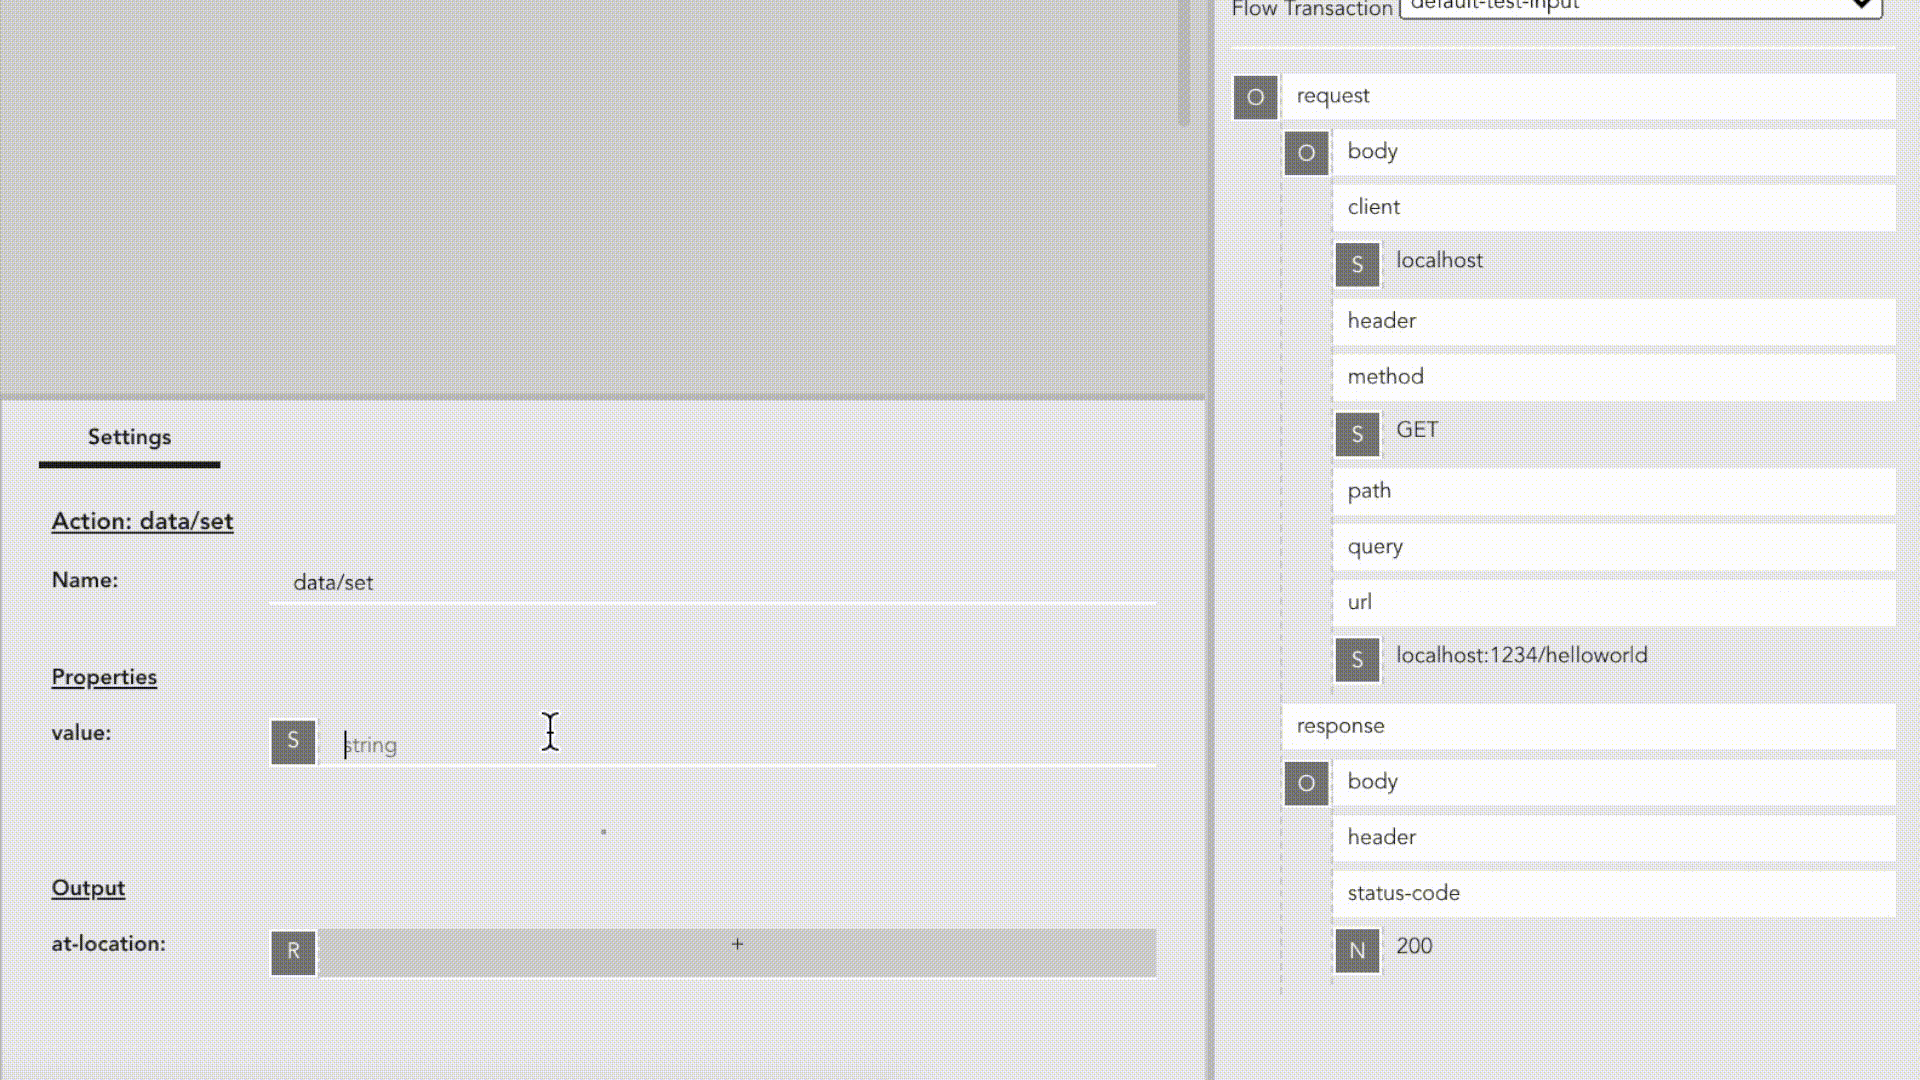 Flow Transaction default-test-input
O request
O body
client
S localhost
header
method
S GET
path
query
url
S localhost:1234/helloworld
response
O body
header
status-code
N 200
Settings
Action: data/set
Name: data/set
Properties
value: S string
Output
at-location: R +